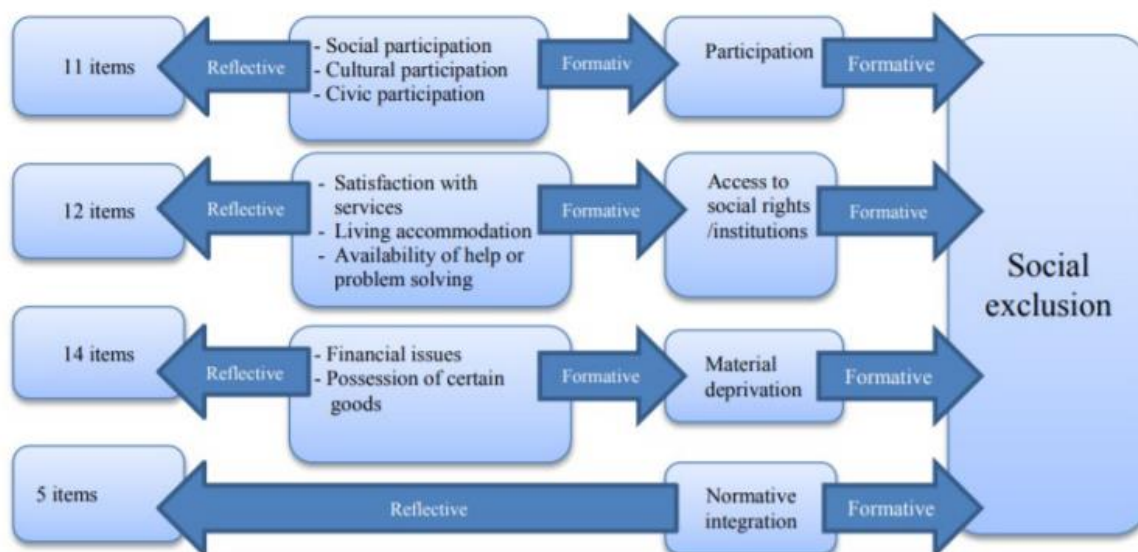 11 items
Reflective
- Social participation
- Cultural participation
- Civic participation
Formativ
Participation
Formative
12 items
Reflective
- Satisfaction with
services
- Living accommodation
- Availability of help or
problem solving
Formative
Access to
social rights
/institutions
Formative
14 items
Reflective
- Financial issues
- Possession of certain
goods
Formative
Material
deprivation
Formative
5 items
Reflective
Normative
integration
Formative
Social
exclusion